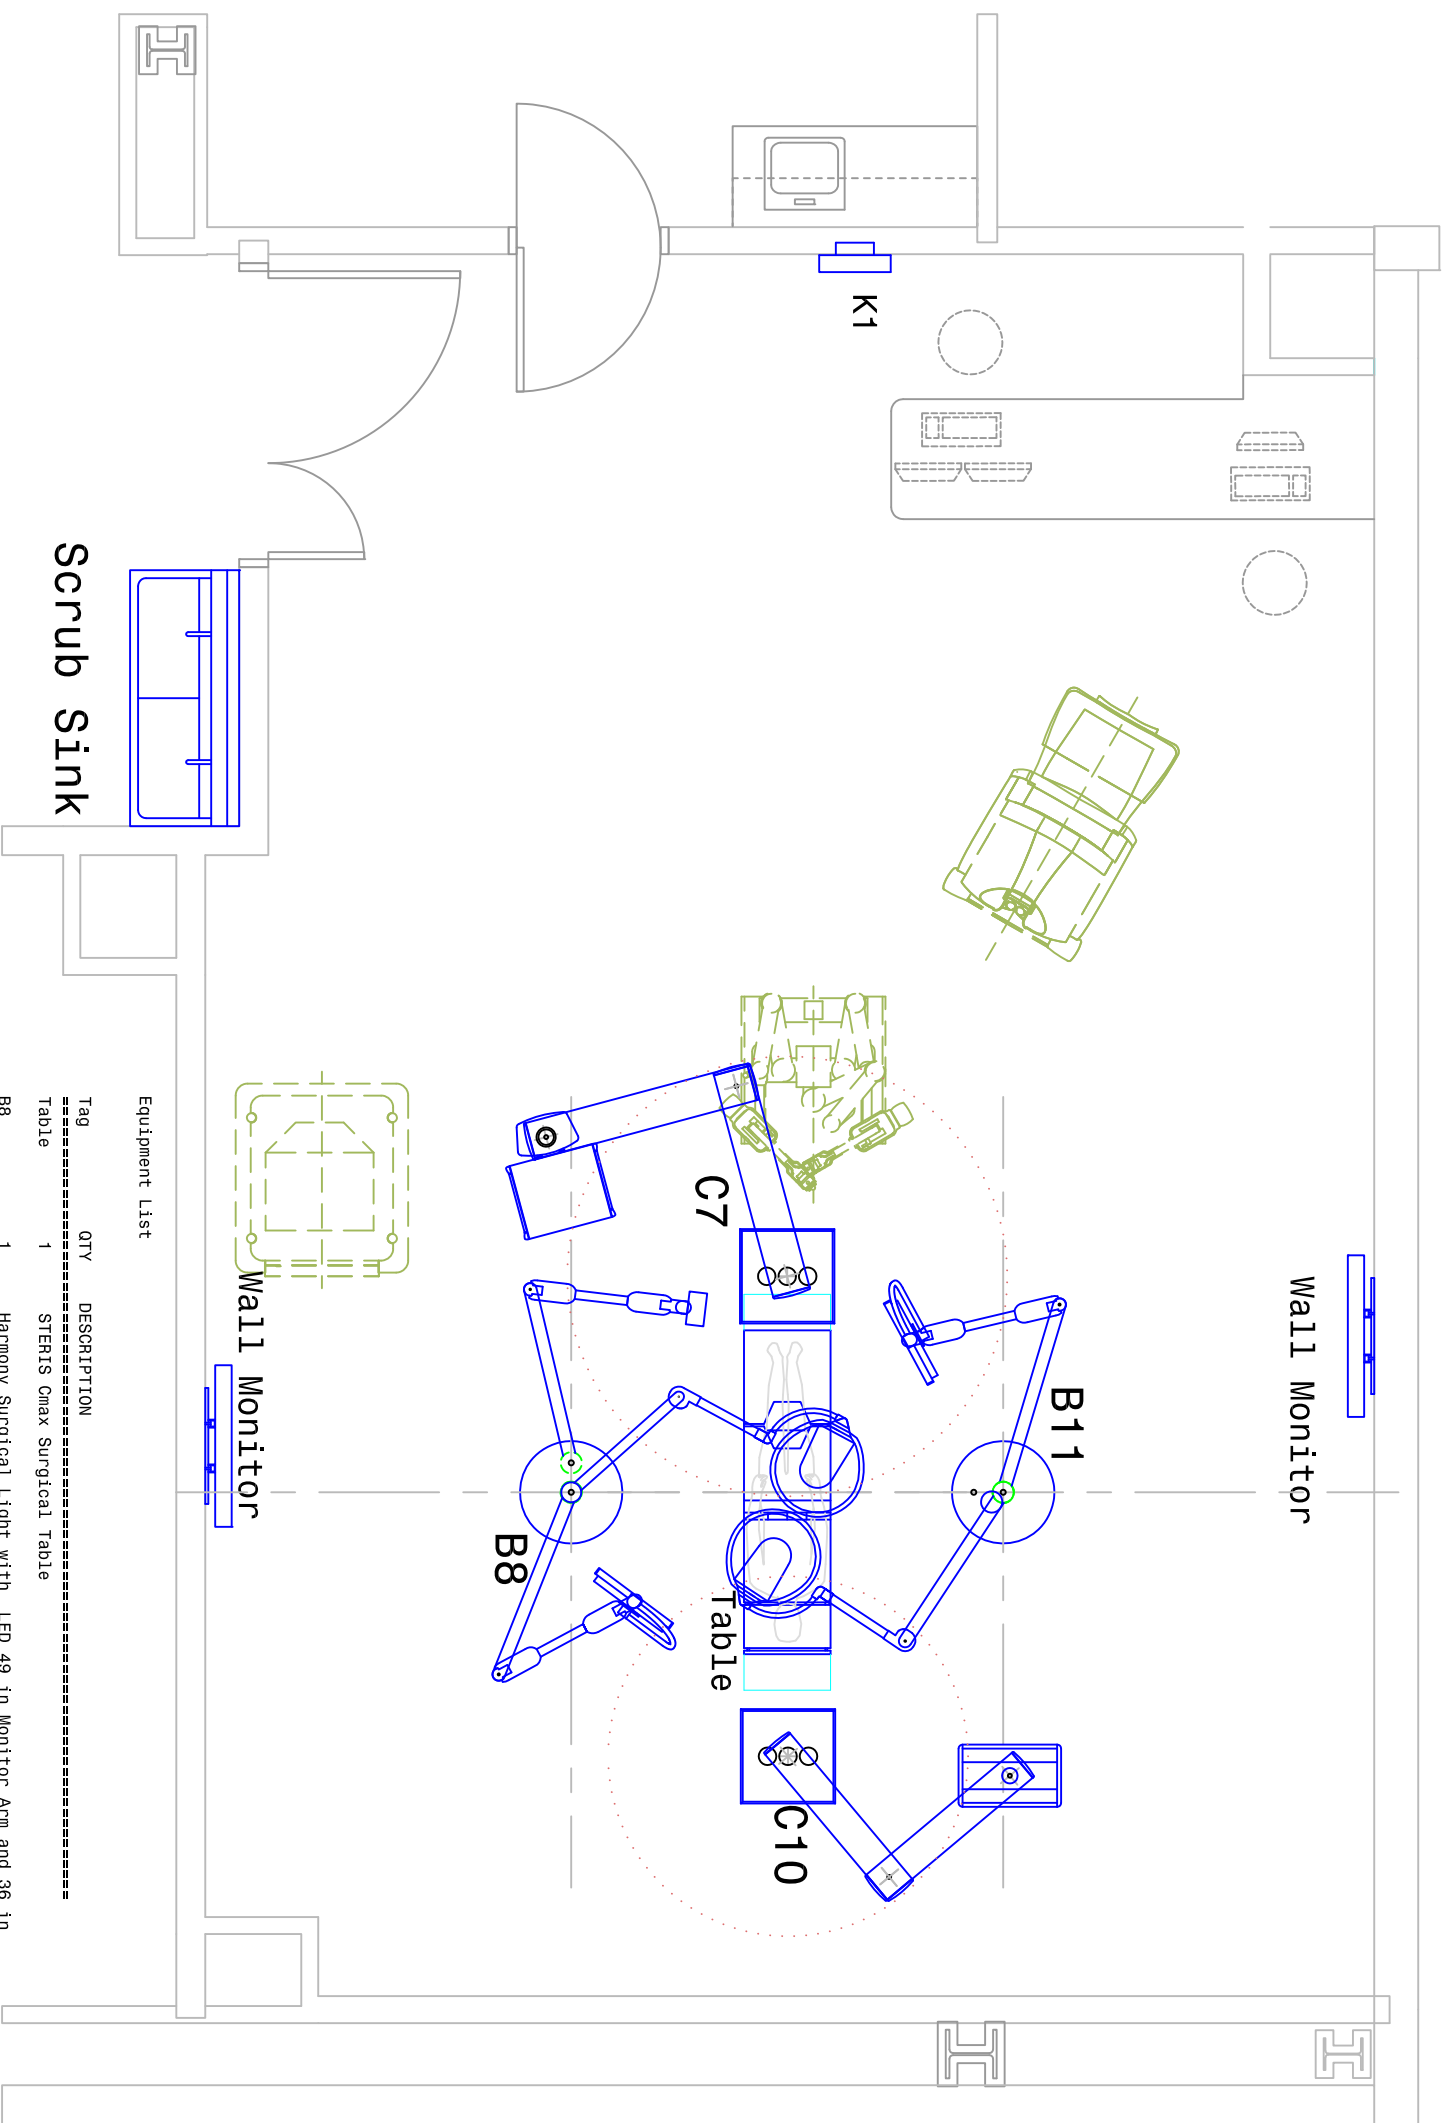 K1
Wall Monitor
B11
C7
Table
C10
B8
Wall Monitor
Scrub Sink
Equipment List
Tag QTY DESCRIPTION
Table 1 STERIS Cmax Surgical Table
B8 1 Harmony Surgical Light with LED 49 in Monitor Arm and 36 in